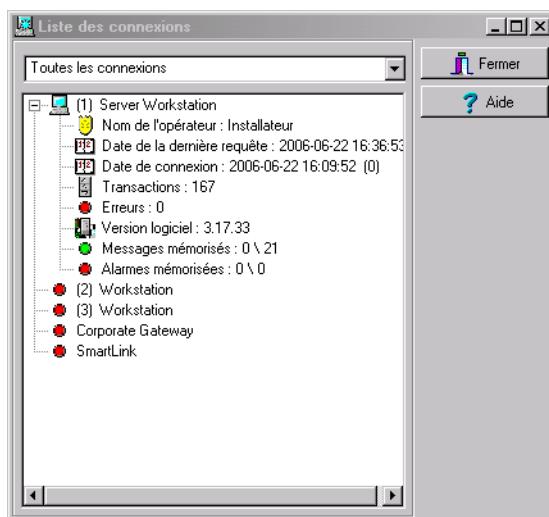 Liste des connexions
Toutes les connexions
Fermer
Aide
(1) Server Workstation
Nom de l'opérateur : Installateur
Date de la dernière requête : 2006-06-22 16:36:53
Date de connexion : 2006-06-22 16:09:52 (0)
Transactions : 167
Erreurs : 0
Version logiciel : 3.17.33
Messages mémorisés : 0 \ 21
Alarmes mémorisées : 0 \ 0
(2) Workstation
(3) Workstation
Corporate Gateway
SmartLink